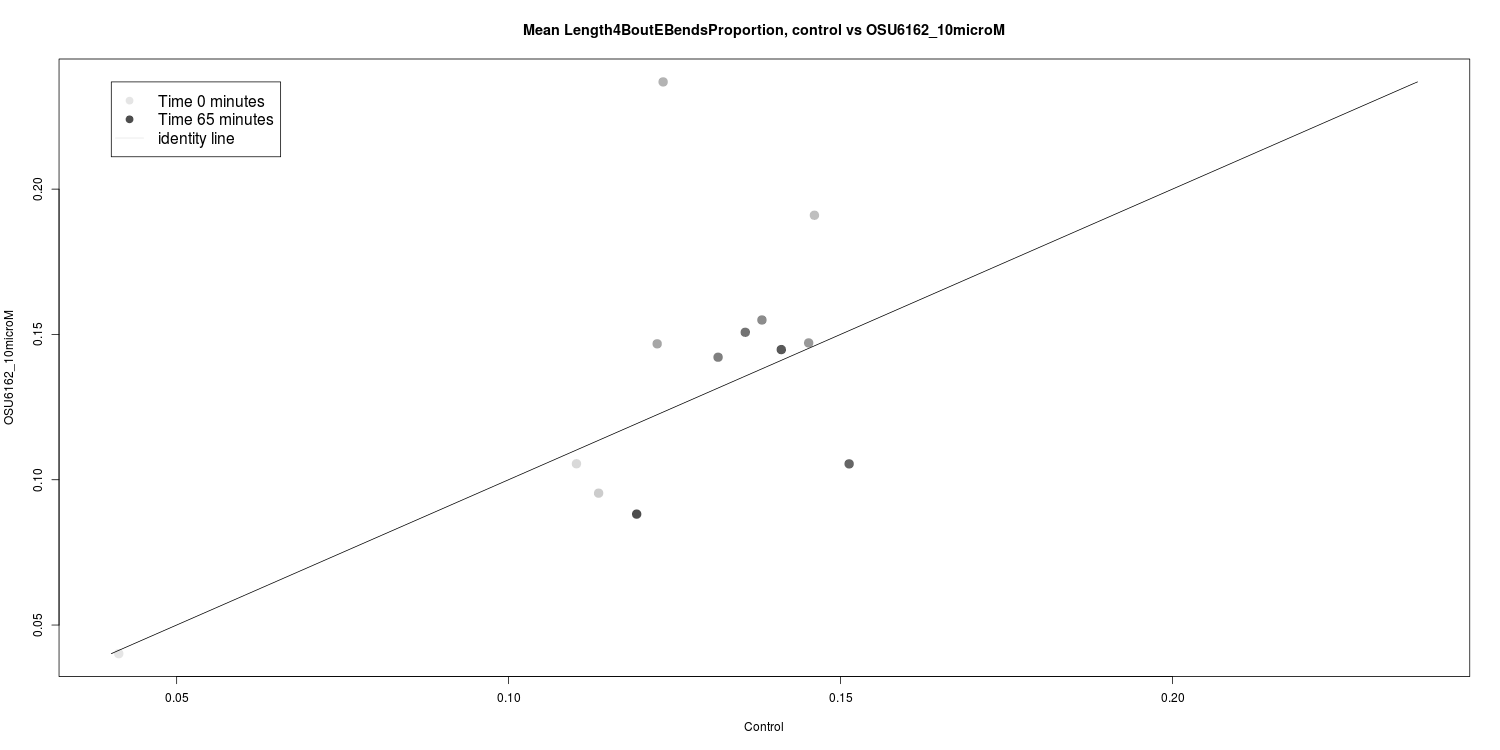 Mean Length4BoutEBendsProportion, control vs OSU6162_10microM
Time 0 minutes
Time 65 minutes
identity line
0.20
0.15
0.10
0.05
OSU6162_10microM
0.05
0.10
0.15
0.20
Control